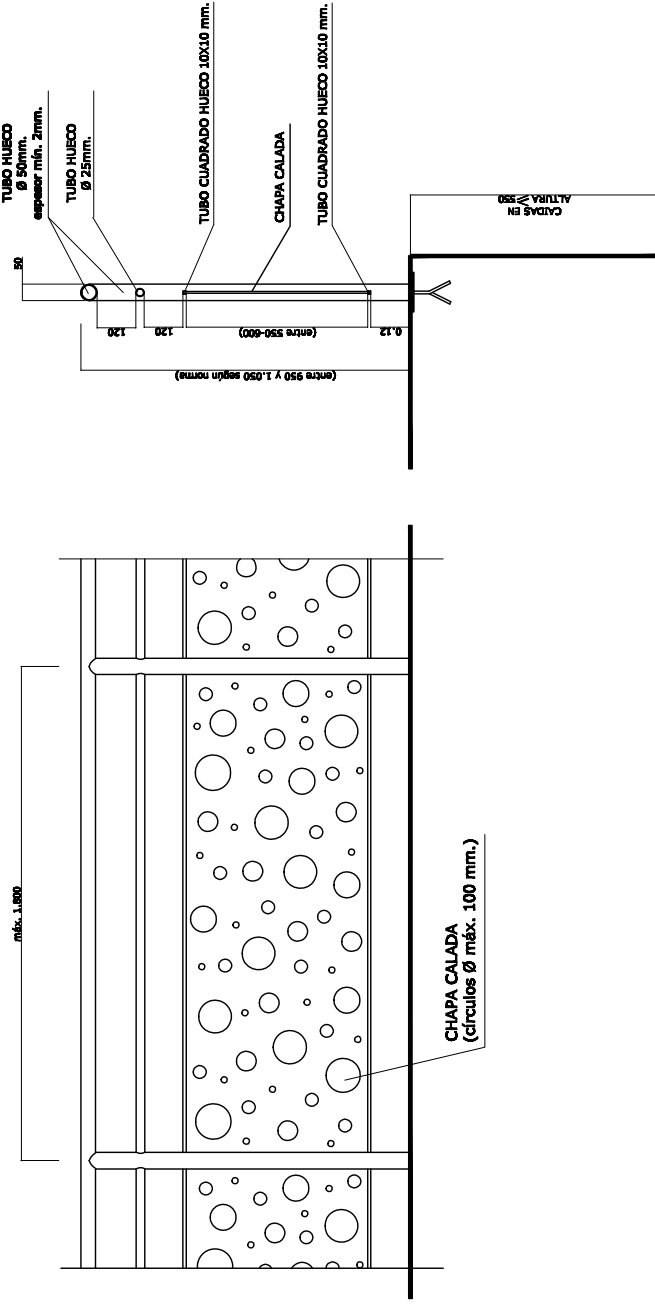 TUBO HUECO
Ø 50mm.
espesor mín. 2mm.
TUBO HUECO
Ø 25mm.
TUBO CUADRADO HUECO 10X10 mm.
CHAPA CALADA
TUBO CUADRADO HUECO 10X10 mm.
CAIDAS EN
ALTURA ⩾ 550
50
120
120
(entre 550-600)
0.12
(entre 950 y 1.050 según norma)
máx. 1.800
CHAPA CALADA
(círculos Ø máx. 100 mm.)